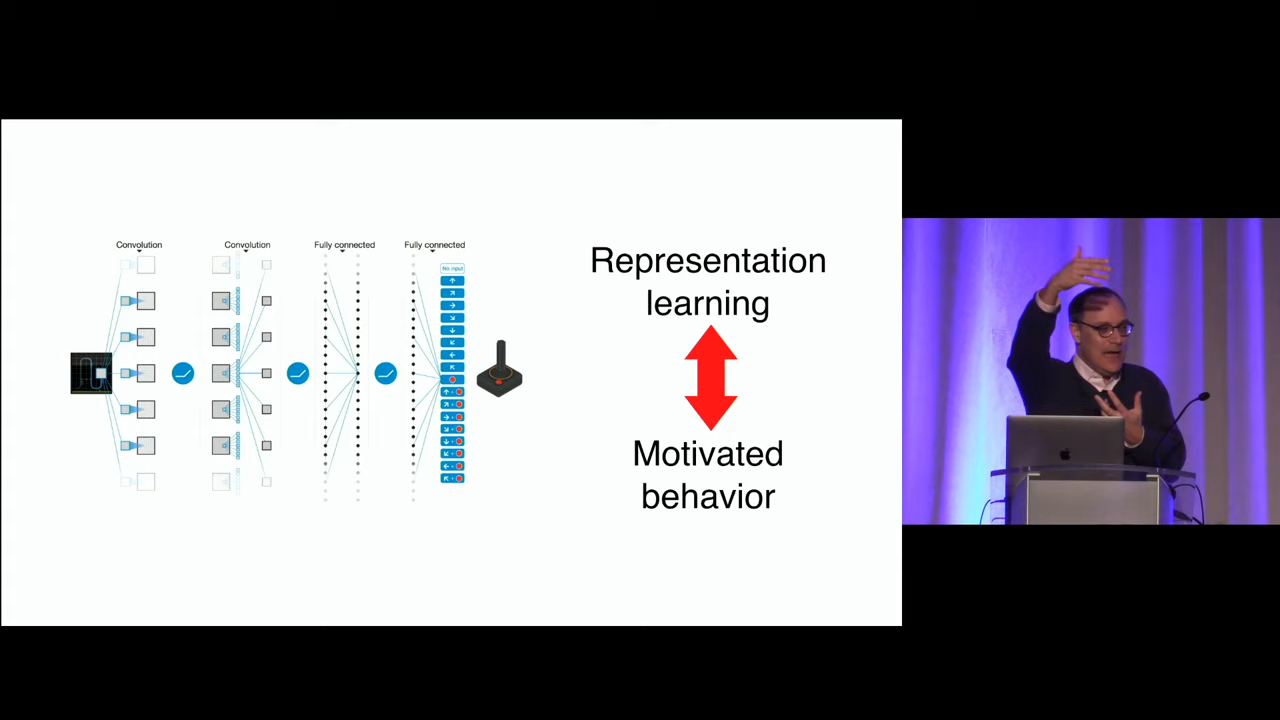 Convolution
Convolution
Fully connected
Fully connected
No input
Representation
learning
Motivated
behavior